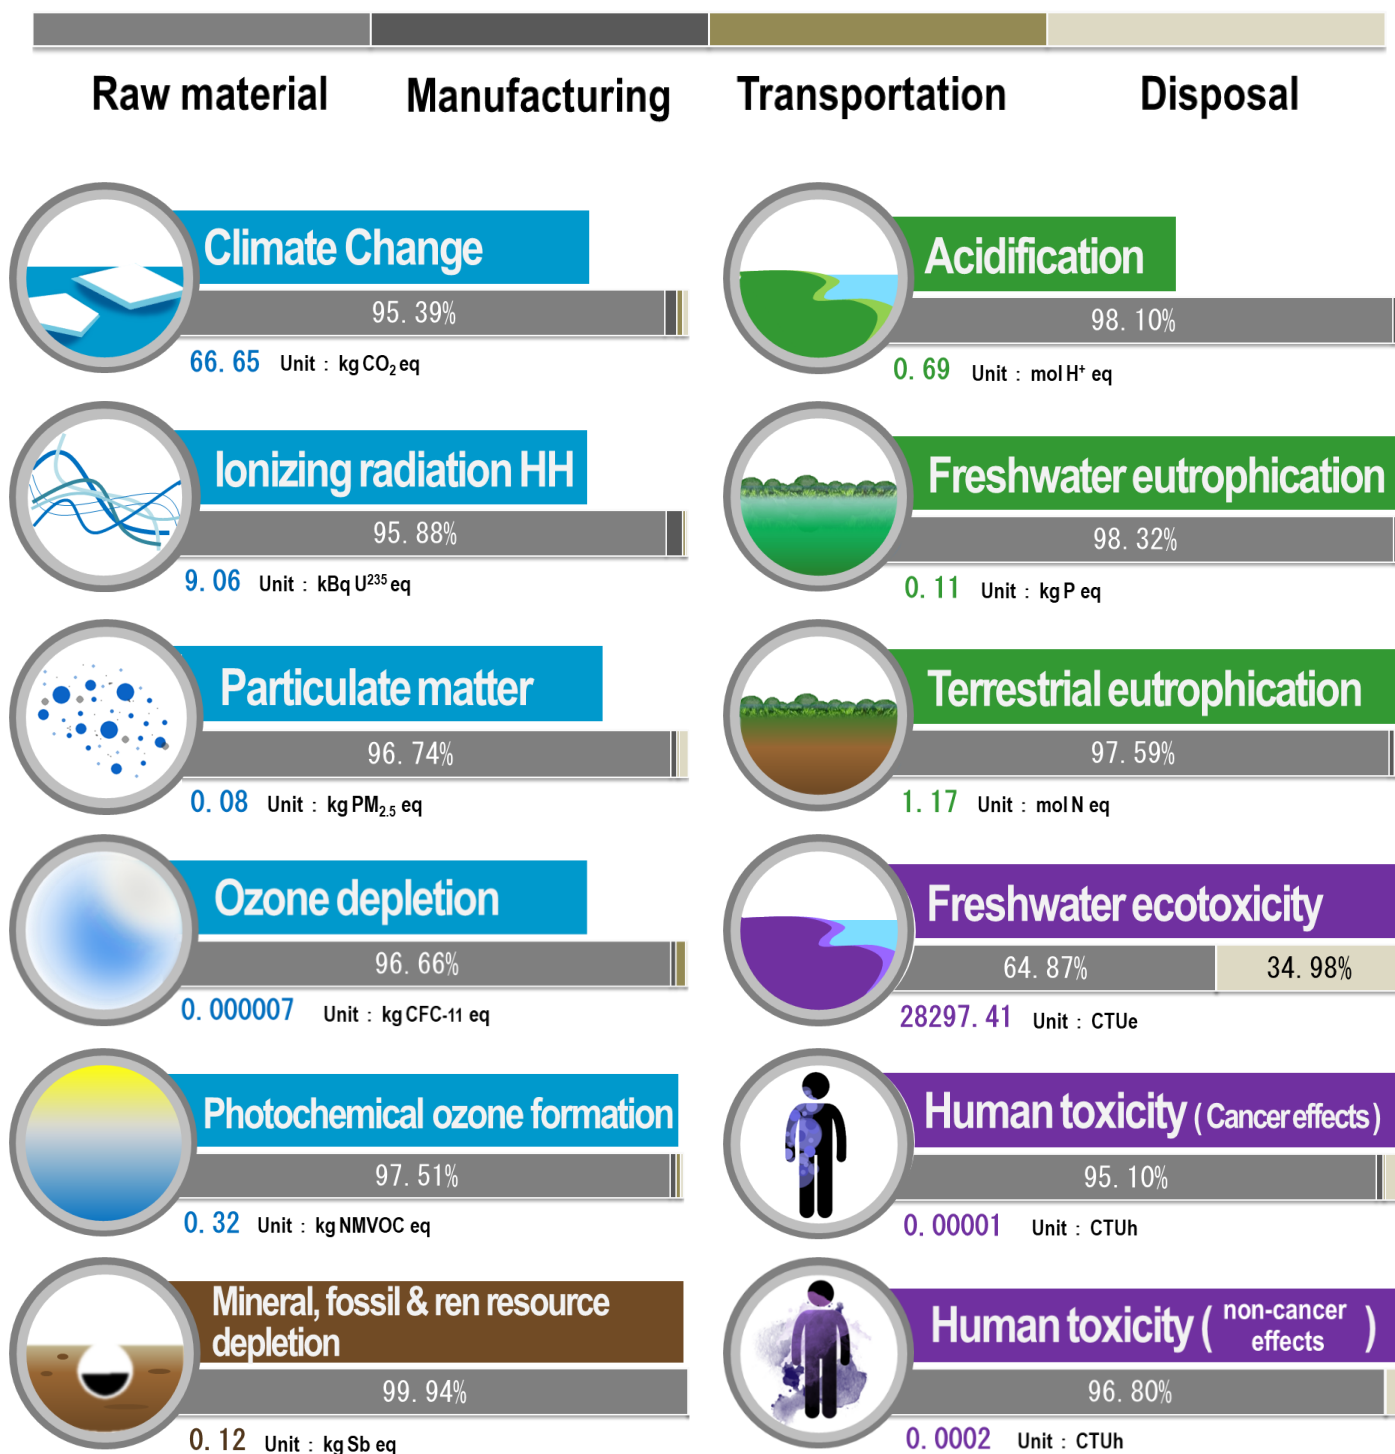 Raw material
Manufacturing
Transportation
Disposal
Climate Change
95.39%
66.65 Unit : kg CO₂ eq
Ionizing radiation HH
95.88%
9.06 Unit : kBq U²³⁵ eq
Particulate matter
96.74%
0.08 Unit : kg PM₂.₅ eq
Ozone depletion
96.66%
0.000007 Unit : kg CFC-11 eq
Photochemical ozone formation
97.51%
0.32 Unit : kg NMVOC eq
Mineral, fossil & ren resource
depletion
99.94%
0.12 Unit : kg Sb eq
Acidification
98.10%
0.69 Unit : mol H⁺ eq
Freshwater eutrophication
98.32%
0.11 Unit : kg P eq
Terrestrial eutrophication
97.59%
1.17 Unit : mol N eq
Freshwater ecotoxicity
64.87% 34.98%
28297.41 Unit : CTUe
Human toxicity ( Cancer effects )
95.10%
0.00001 Unit : CTUh
Human toxicity ( non-cancer
effects )
96.80%
0.0002 Unit : CTUh